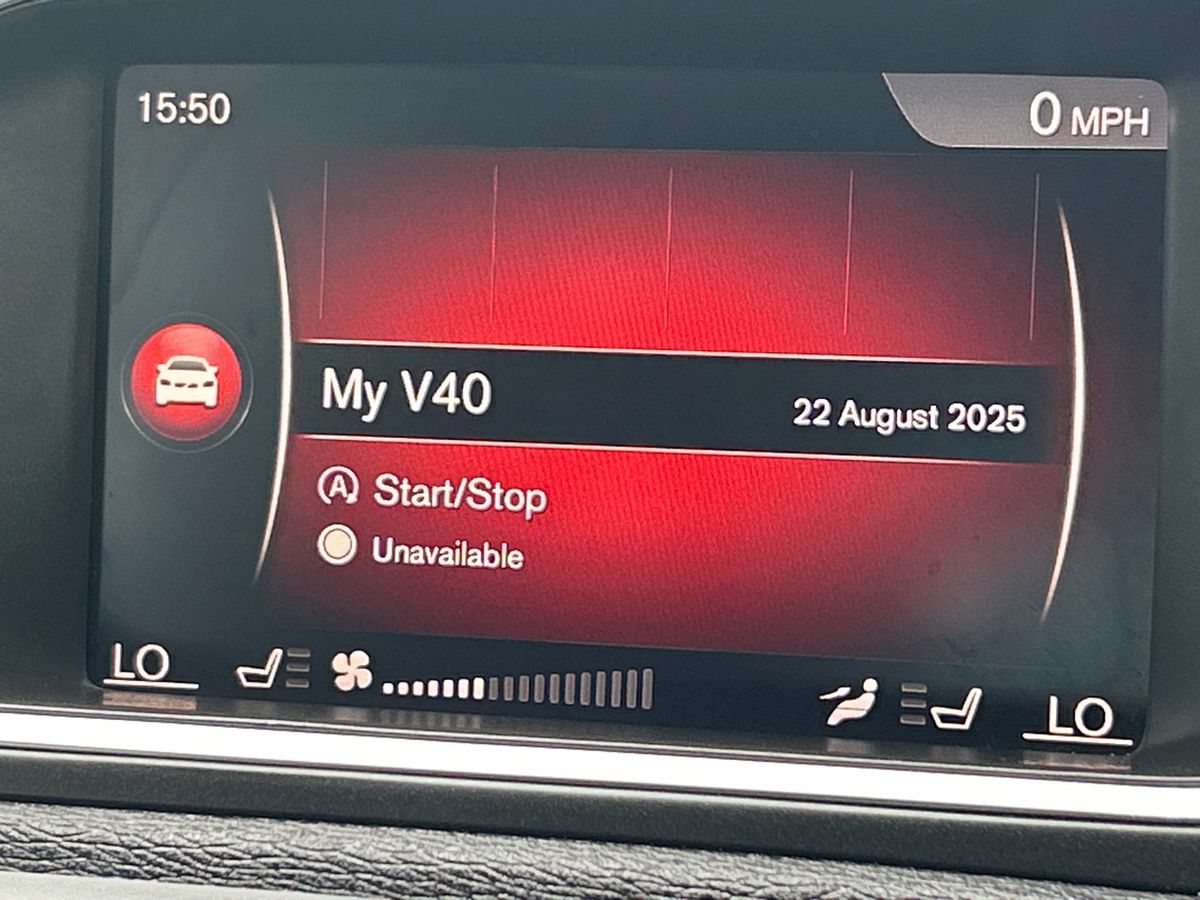 15:50
0 MPH
My V40
22 August 2025
A Start/Stop
Unavailable
LO
LO